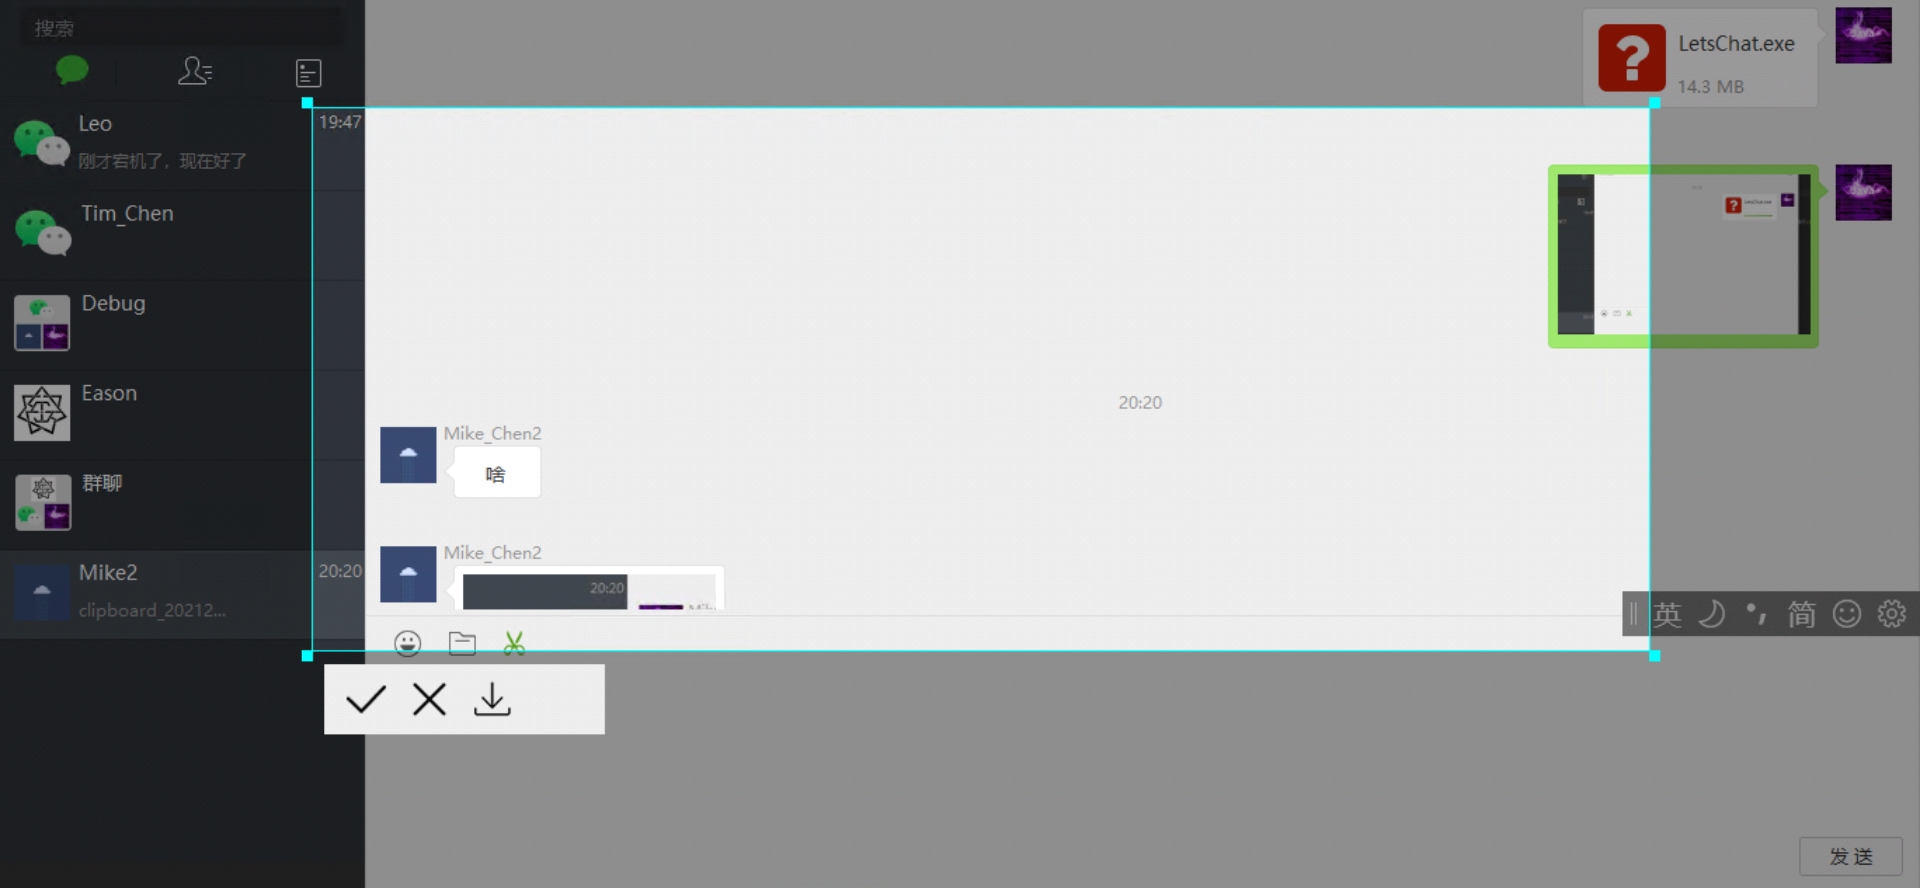 搜索
Leo
19:47
刚才宕机了，现在好了
Tim_Chen
Debug
Eason
群聊
Mike2
20:20
clipboard_20212...
LetsChat.exe
14.3 MB
20:20
Mike_Chen2
啥
Mike_Chen2
20:20
英
简
发 送